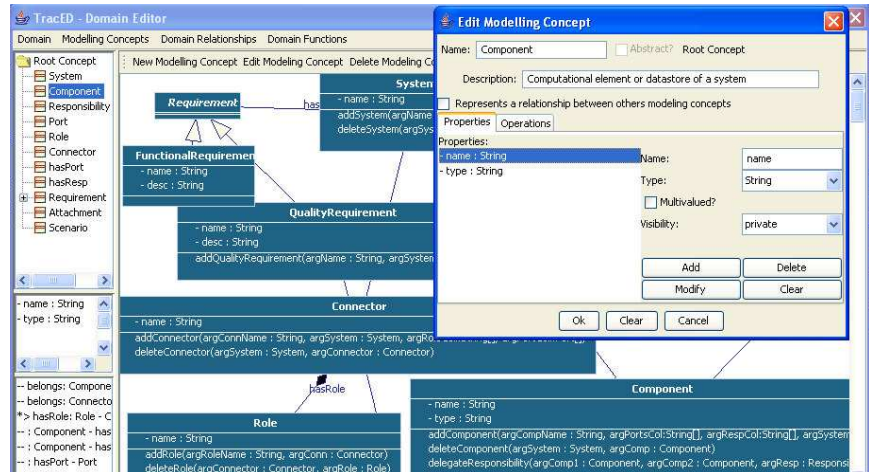 TracED - Domain Editor
Domain Modelling Concepts Domain Relationships Domain Functions
Root Concept
System
Component
Responsibility
Port
Role
Connector
hasPort
hasResp
Requirement
Attachment
Scenario
- name : String
- type : String
-- belongs: Compone
-- belongs: Connecto
*> hasRole: Role - C
-- : Component - has
-- : Component - has
-- : hasPort - Port
New Modelling Concept Edit Modeling Concept Delete Modeling Co
Requirement
has
System
- name : String
addSystem(argName
deleteSystem(argSys
FunctionalRequiremen
- name : String
- desc : String
QualityRequirement
- name : String
- desc : String
addQualityRequirement(argName : String, argSystem
Connector
- name : String
addConnector(argConnName : String, argSystem : System,
deleteConnector(argSystem : System, argConnector : Connector)
hasRole
Role
- name : String
addRole(argRoleName : String, argConn : Connector)
deleteRole(argConnector : Connector, argRole : Role)
Component
- name : String
- type : String
addComponent(argCompName : String, argPortsCol:String[], argRespCol:String[], argSystem
deleteComponent(argSystem : System, argComp : Component)
delegateResponsibility(argComp1 : Component, argComp2 : Component, argResp : Responsi
Edit Modelling Concept
Name: Component Abstract? Root Concept
Description: Computational element or datastore of a system
Represents a relationship between others modeling concepts
Properties Operations
Properties:
- name : String
- type : String
Name: name
Type: String
Multivalued?
Visibility: private
Add Delete
Modify Clear
Ok Clear Cancel